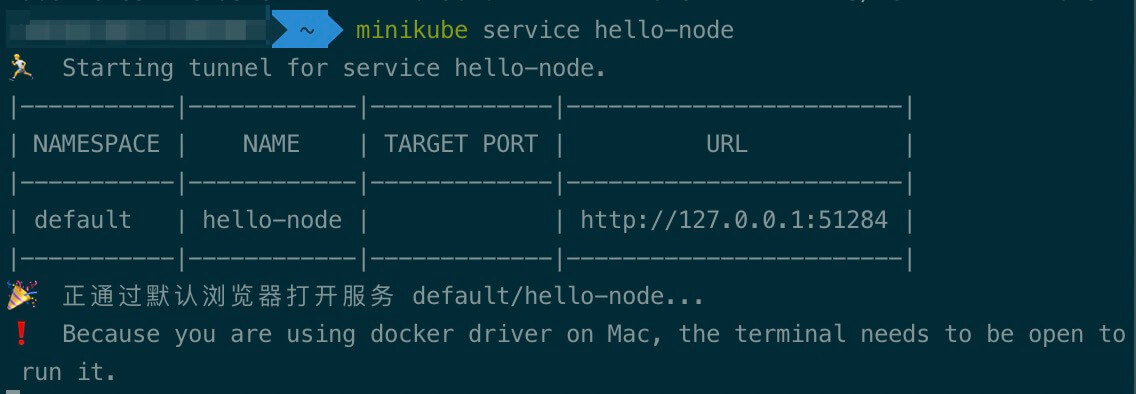 ~ minikube service hello-node
🏃 Starting tunnel for service hello-node.
|-----------|------------|-------------|------------------------|
| NAMESPACE |    NAME    | TARGET PORT |          URL           |
|-----------|------------|-------------|------------------------|
| default   | hello-node |             | http://127.0.0.1:51284 |
|-----------|------------|-------------|------------------------|
🎉 正通过默认浏览器打开服务 default/hello-node...
❗ Because you are using docker driver on Mac, the terminal needs to be open to
run it.